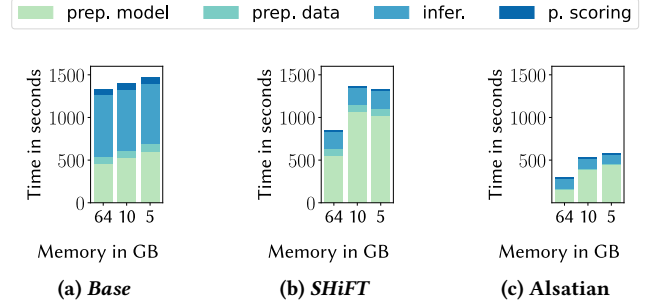 prep. model prep. data infer. p. scoring
Time in seconds
1500
1000
500
0
64 10 5
Memory in GB
(a) Base
Time in seconds
1500
1000
500
0
64 10 5
Memory in GB
(b) SHiFT
Time in seconds
1500
1000
500
0
64 10 5
Memory in GB
(c) Alsatian